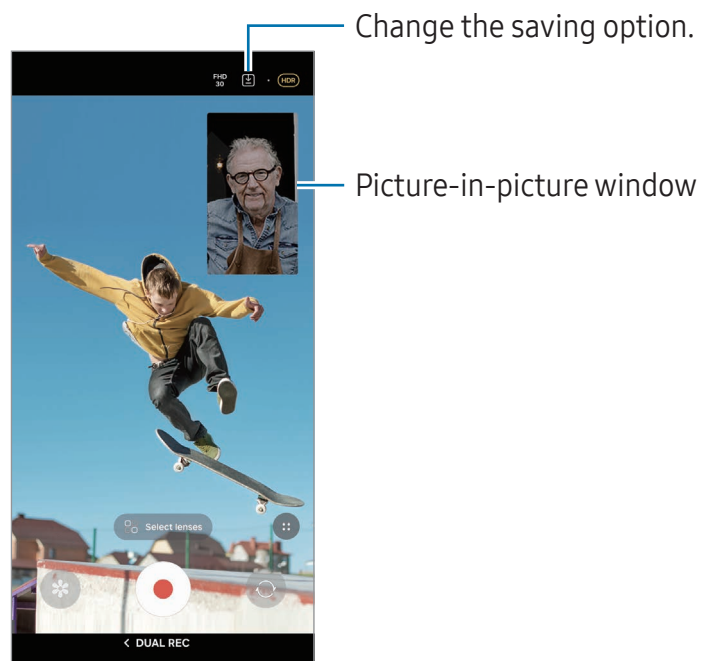 Change the saving option.
FHD
30
HDR
Picture-in-picture window
Select lenses
DUAL REC